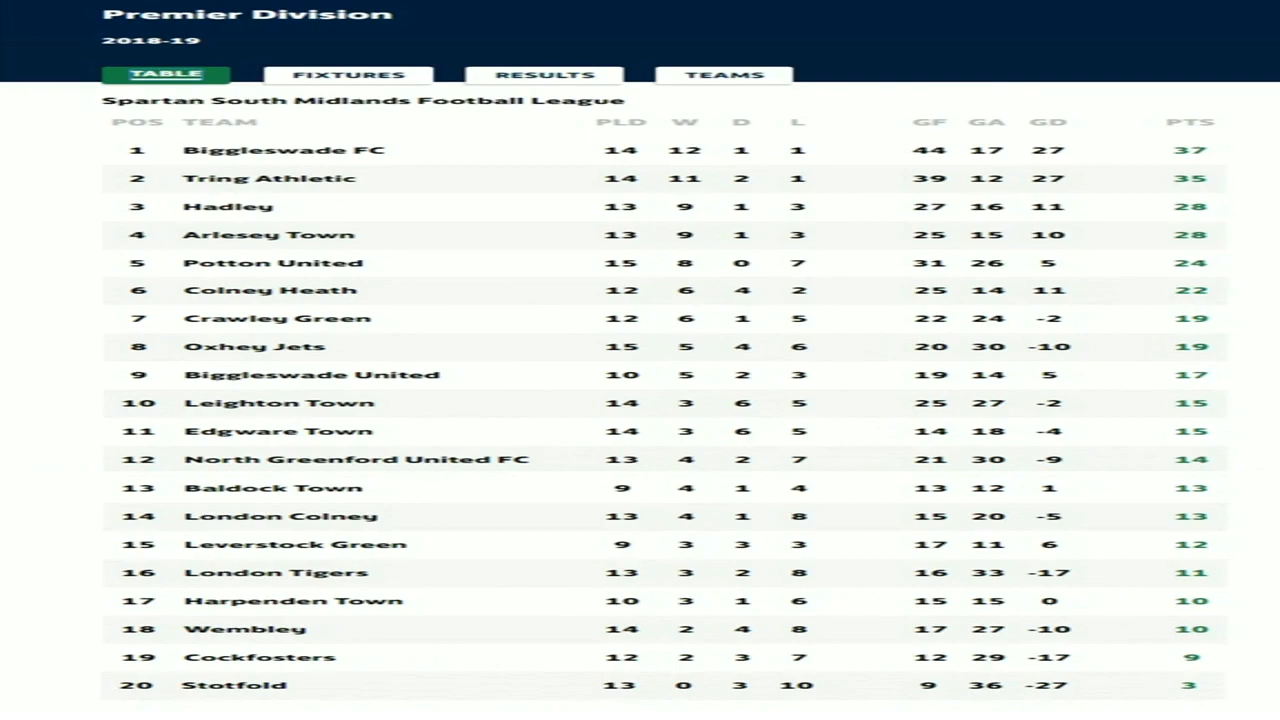 Premier Division
2018-19
TABLE FIXTURES RESULTS TEAMS
Spartan South Midlands Football League
POS TEAM PLD W D L GF GA GD PTS
1 Biggleswade FC 14 12 1 1 44 17 27 37
2 Tring Athletic 14 11 2 1 39 12 27 35
3 Hadley 13 9 1 3 27 16 11 28
4 Arlesey Town 13 9 1 3 25 15 10 28
5 Potton United 15 8 0 7 31 26 5 24
6 Colney Heath 12 6 4 2 25 14 11 22
7 Crawley Green 12 6 1 5 22 24 -2 19
8 Oxhey Jets 15 5 4 6 20 30 -10 19
9 Biggleswade United 10 5 2 3 19 14 5 17
10 Leighton Town 14 3 6 5 25 27 -2 15
11 Edgware Town 14 3 6 5 14 18 -4 15
12 North Greenford United FC 13 4 2 7 21 30 -9 14
13 Baldock Town 9 4 1 4 13 12 1 13
14 London Colney 13 4 1 8 15 20 -5 13
15 Leverstock Green 9 3 3 3 17 11 6 12
16 London Tigers 13 3 2 8 16 33 -17 11
17 Harpenden Town 10 3 1 6 15 15 0 10
18 Wembley 14 2 4 8 17 27 -10 10
19 Cockfosters 12 2 3 7 12 29 -17 9
20 Stotfold 13 0 3 10 9 36 -27 3